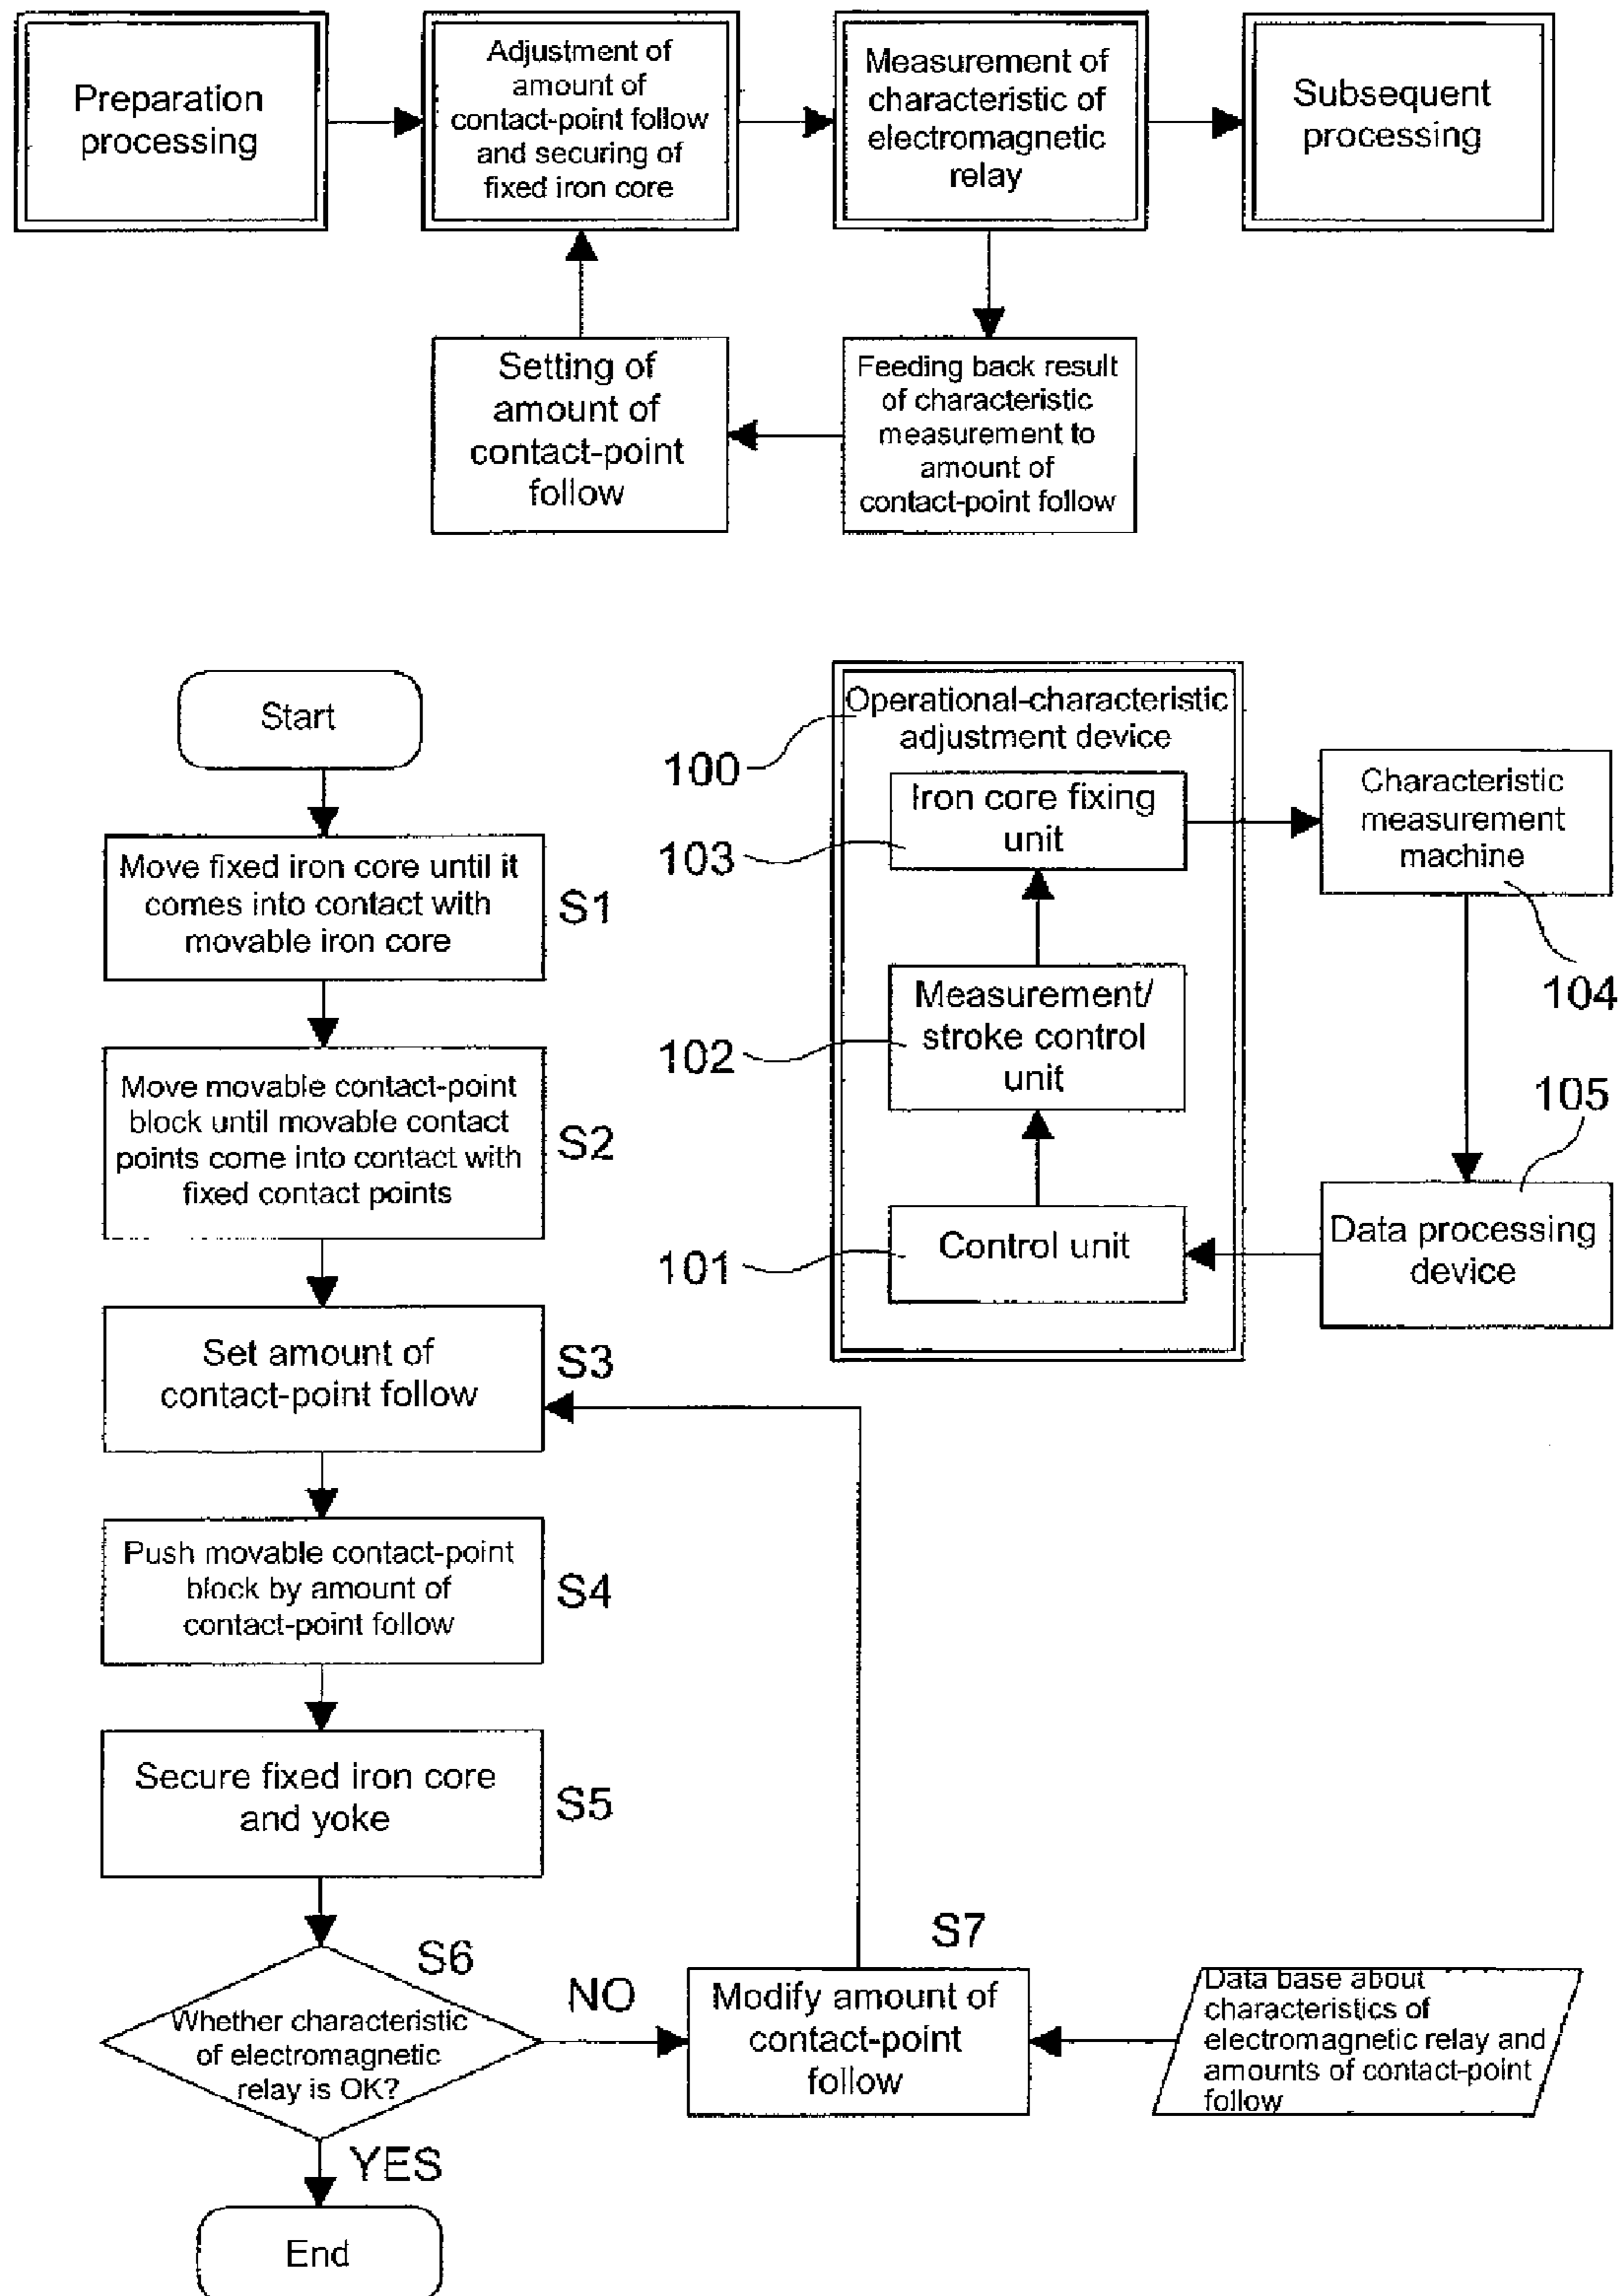 Preparation
processing
Adjustment of
amount of
contact-point follow
and securing of
fixed iron core
Measurement of
characteristic of
electromagnetic
relay
Subsequent
processing
Setting of
amount of
contact-point
follow
Feeding back result
of characteristic
measurement to
amount of
contact-point follow
Start
Move fixed iron core until it
comes into contact with
movable iron core
S1
Move movable contact-point
block until movable contact
points come into contact with
fixed contact points
S2
Set amount of
contact-point follow
S3
Push movable contact-point
block by amount of
contact-point follow
S4
Secure fixed iron core
and yoke
S5
S6
Whether characteristic
of electromagnetic
relay is OK?
NO
YES
End
S7
Modify amount of
contact-point
follow
Data base about
characteristics of
electromagnetic relay and
amounts of contact-point
follow
Operational-characteristic
adjustment device
100
Iron core fixing
unit
103
Measurement/
stroke control
unit
102
Control unit
101
Characteristic
measurement
machine
104
105
Data processing
device